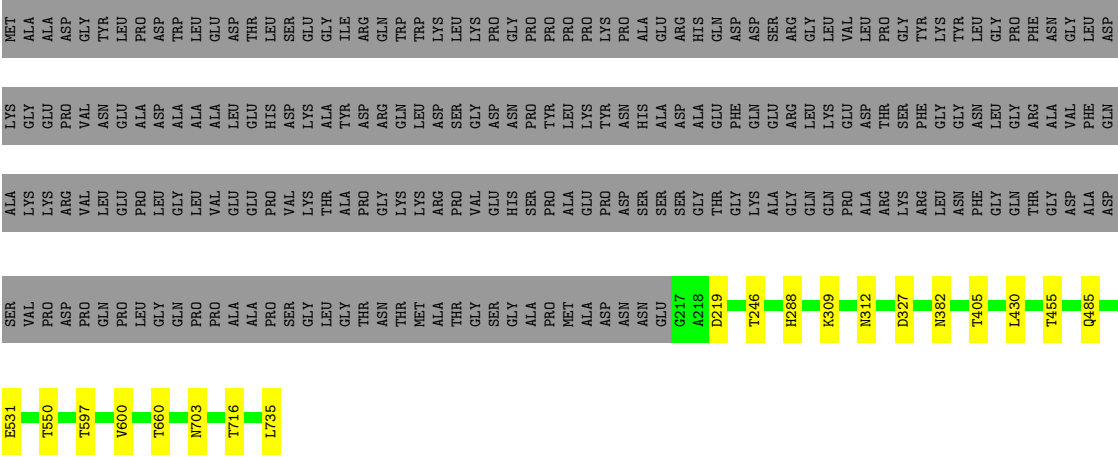 MET ALA ALA ASP GLY TYR LEU PRO ASP TRP LEU GLU ASP THR LEU SER GLU GLY ILE ARG GLN TRP TRP LYS LEU LYS PRO GLY PRO PRO PRO PRO LYS PRO ALA GLU ARG HIS GLN ASP ASP SER ARG GLY LEU VAL LEU PRO GLY TYR LYS TYR LEU GLY PRO PHE ASN GLY LEU ASP
LYS GLY GLU PRO VAL ASN GLU ALA ASP ALA ALA ALA LEU GLU HIS ASP LYS ALA TYR ASP ARG GLN LEU ASP SER GLY ASP ASN PRO TYR LEU LYS TYR ASN HIS ALA ASP ALA GLU PHE GLN GLU ARG LEU LYS GLU ASP THR SER PHE GLY GLY ASN LEU GLY ARG ALA VAL PHE GLN
ALA LYS LYS ARG VAL LEU GLU PRO LEU GLY LEU VAL GLU GLU PRO VAL LYS THR ALA PRO GLY LYS LYS ARG PRO VAL GLU HIS SER PRO ALA GLU PRO ASP SER SER SER GLY THR GLY LYS ALA GLY GLN GLN PRO ALA ARG LYS ARG LEU ASN PHE GLY GLN THR GLY ASP ALA ASP
SER VAL PRO ASP PRO GLN PRO LEU GLY GLN PRO PRO ALA ALA PRO SER GLY LEU GLY THR ASN THR MET ALA THR GLY SER GLY ALA PRO MET ALA ASP ASN ASN GLU G217 A218 D219 T246 H288 K309 N312 D327 N382 T405 L430 T455 Q485
E531 T550 T597 V600 T660 N703 T716 L735